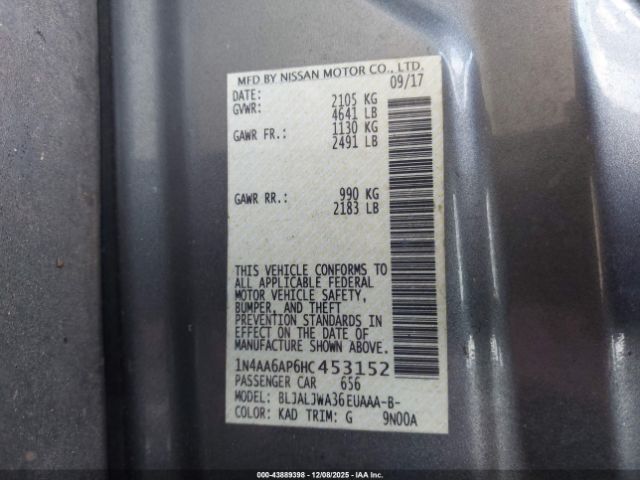 MFD BY NISSAN MOTOR CO., LTD.
DATE: 09/17
GVWR: 2105 KG
4641 LB
GAWR FR.: 1130 KG
2491 LB
GAWR RR.: 990 KG
2183 LB
THIS VEHICLE CONFORMS TO
ALL APPLICABLE FEDERAL
MOTOR VEHICLE SAFETY,
BUMPER, AND THEFT
PREVENTION STANDARDS IN
EFFECT ON THE DATE OF
MANUFACTURE SHOWN ABOVE.
1N4AA6AP6HC453152
PASSENGER CAR 656
MODEL: BLJALJWA36EUAAA-B-
COLOR: KAD TRIM: G 9N00A
000-43889398 - 12/08/2025 - IAA Inc.